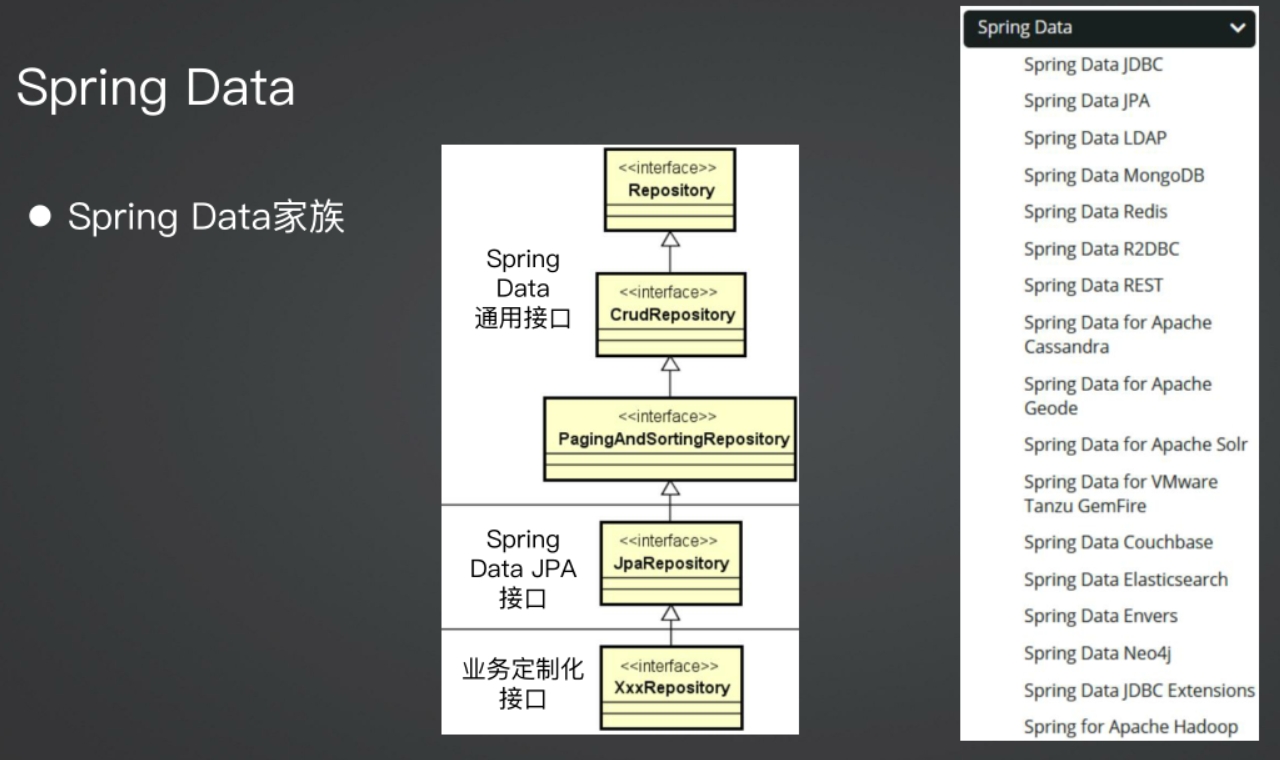 Spring Data
● Spring Data家族
<<interface>>
Repository
Spring
Data
通用接口
<<interface>>
CrudRepository
<<interface>>
PagingAndSortingRepository
Spring
Data JPA
接口
<<interface>>
JpaRepository
业务定制化
接口
<<interface>>
XxxRepository
Spring Data
Spring Data JDBC
Spring Data JPA
Spring Data LDAP
Spring Data MongoDB
Spring Data Redis
Spring Data R2DBC
Spring Data REST
Spring Data for Apache
Cassandra
Spring Data for Apache
Geode
Spring Data for Apache Solr
Spring Data for VMware
Tanzu GemFire
Spring Data Couchbase
Spring Data Elasticsearch
Spring Data Envers
Spring Data Neo4j
Spring Data JDBC Extensions
Spring for Apache Hadoop